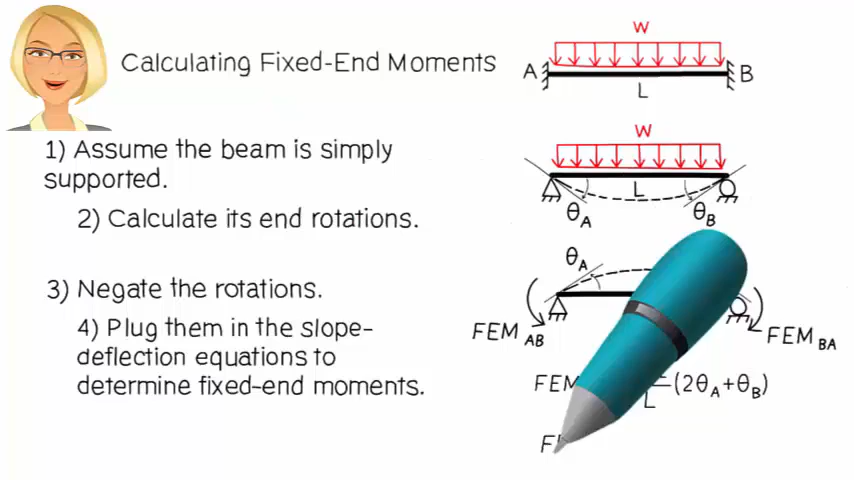 Calculating Fixed-End Moments
W
A
B
L
1) Assume the beam is simply
supported.
2) Calculate its end rotations.
W
L
θA
θB
3) Negate the rotations.
4) Plug them in the slope-
deflection equations to
determine fixed-end moments.
θA
FEM AB
FEM BA
L (2θA+θB)